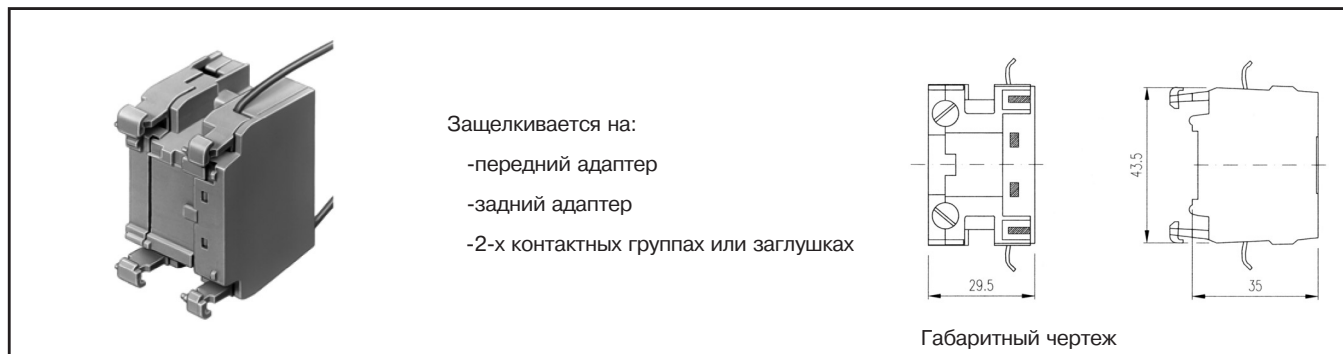 Защелкивается на:
-передний адаптер
-задний адаптер
-2-х контактных группах или заглушках
43.5
29.5
35
Габаритный чертеж